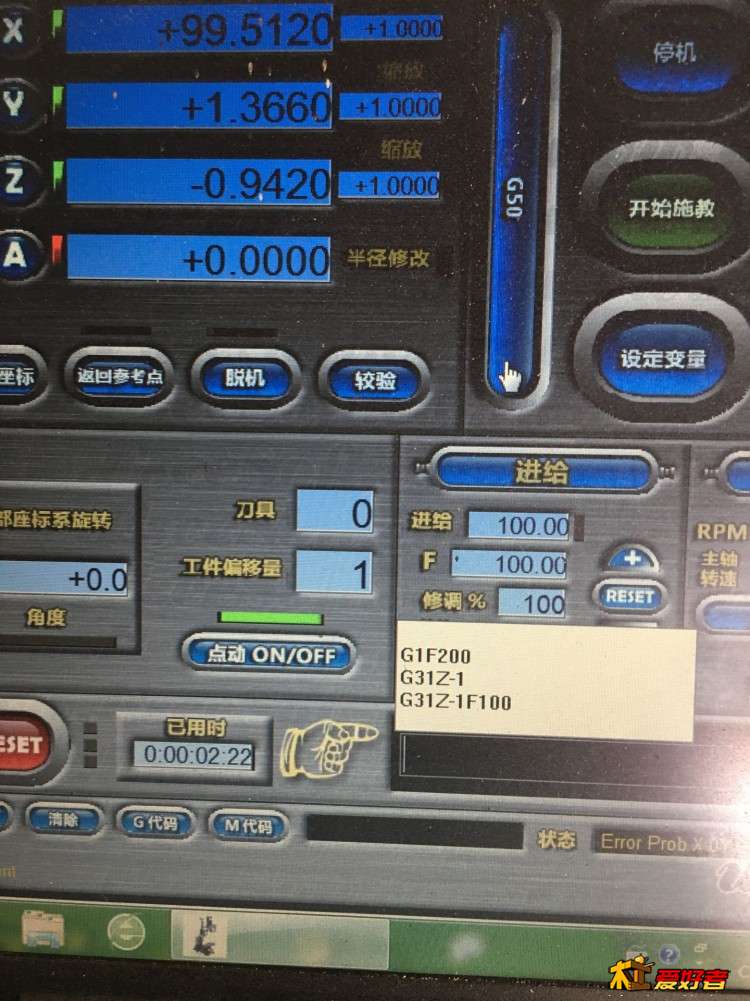 X
+99.5120
+1.0000
缩放
Y
+1.3660
+1.0000
缩放
Z
-0.9420
+1.0000
A
+0.0000
半径修改
G50
停机
开始施教
设定变量
坐标
返回参考点
脱机
较验
部座标系旋转
+0.0
角度
刀具
0
工件偏移量
1
点动 ON/OFF
进给
进给
100.00
F
100.00
修调 %
100
+
RESET
RPM
主轴
转速
G1F200
G31Z-1
G31Z-1F100
ESET
已用时
0:00:02:22
清除
G代码
M代码
状态
Error Prob X
爱好者